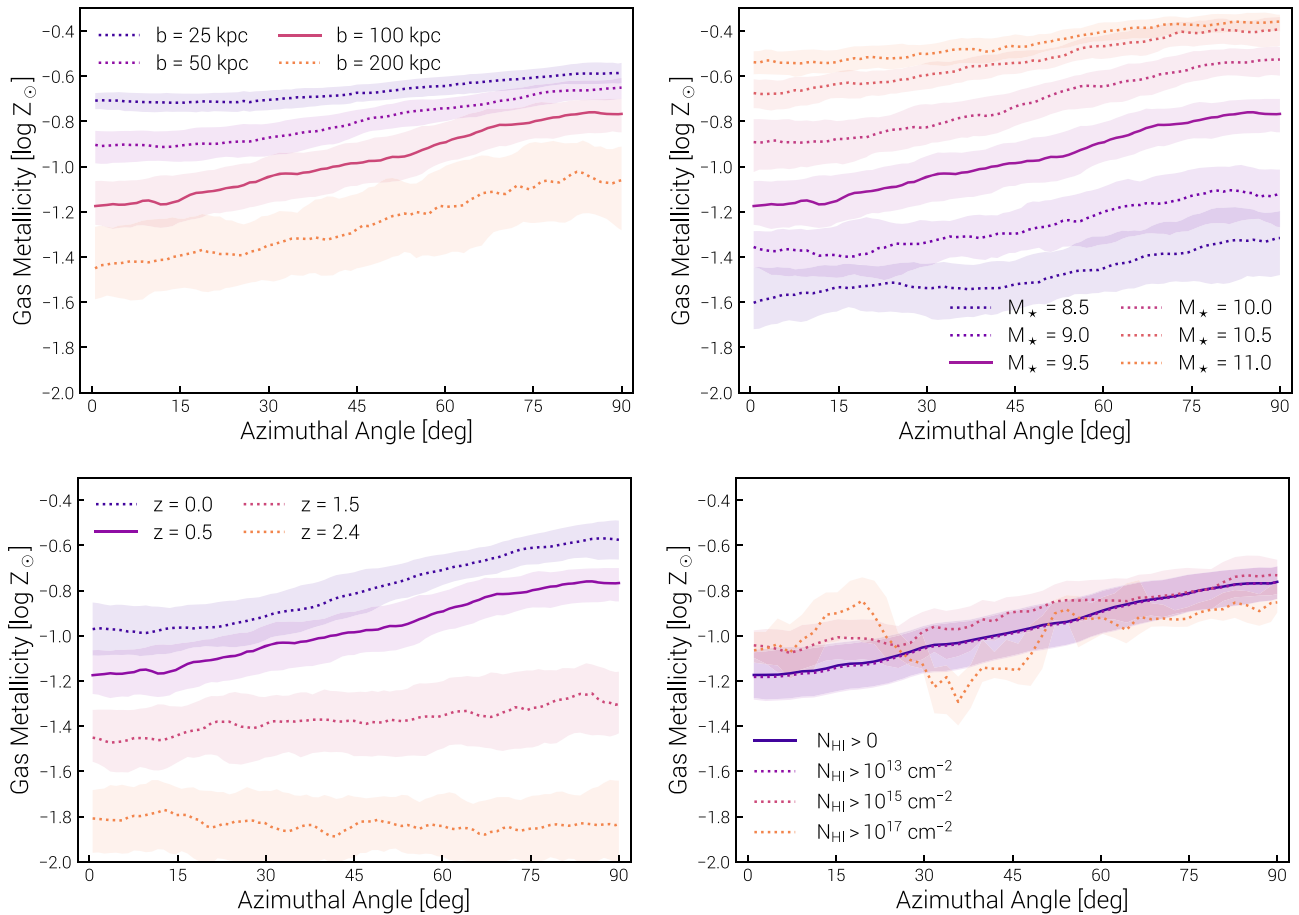 b = 25 kpc
b = 50 kpc
b = 100 kpc
b = 200 kpc
−0.4
−0.6
−0.8
−1.0
−1.2
−1.4
−1.6
−1.8
−2.0
Gas Metallicity [log Z☉]
0 15 30 45 60 75 90
Azimuthal Angle [deg]
−0.4
−0.6
−0.8
−1.0
−1.2
−1.4
−1.6
−1.8
−2.0
Gas Metallicity [log Z☉]
M⋆ = 8.5
M⋆ = 9.0
M⋆ = 9.5
M⋆ = 10.0
M⋆ = 10.5
M⋆ = 11.0
0 15 30 45 60 75 90
Azimuthal Angle [deg]
z = 0.0
z = 0.5
z = 1.5
z = 2.4
−0.4
−0.6
−0.8
−1.0
−1.2
−1.4
−1.6
−1.8
−2.0
Gas Metallicity [log Z☉]
0 15 30 45 60 75 90
Azimuthal Angle [deg]
−0.4
−0.6
−0.8
−1.0
−1.2
−1.4
−1.6
−1.8
−2.0
Gas Metallicity [log Z☉]
N_HI > 0
N_HI > 10¹³ cm⁻²
N_HI > 10¹⁵ cm⁻²
N_HI > 10¹⁷ cm⁻²
0 15 30 45 60 75 90
Azimuthal Angle [deg]